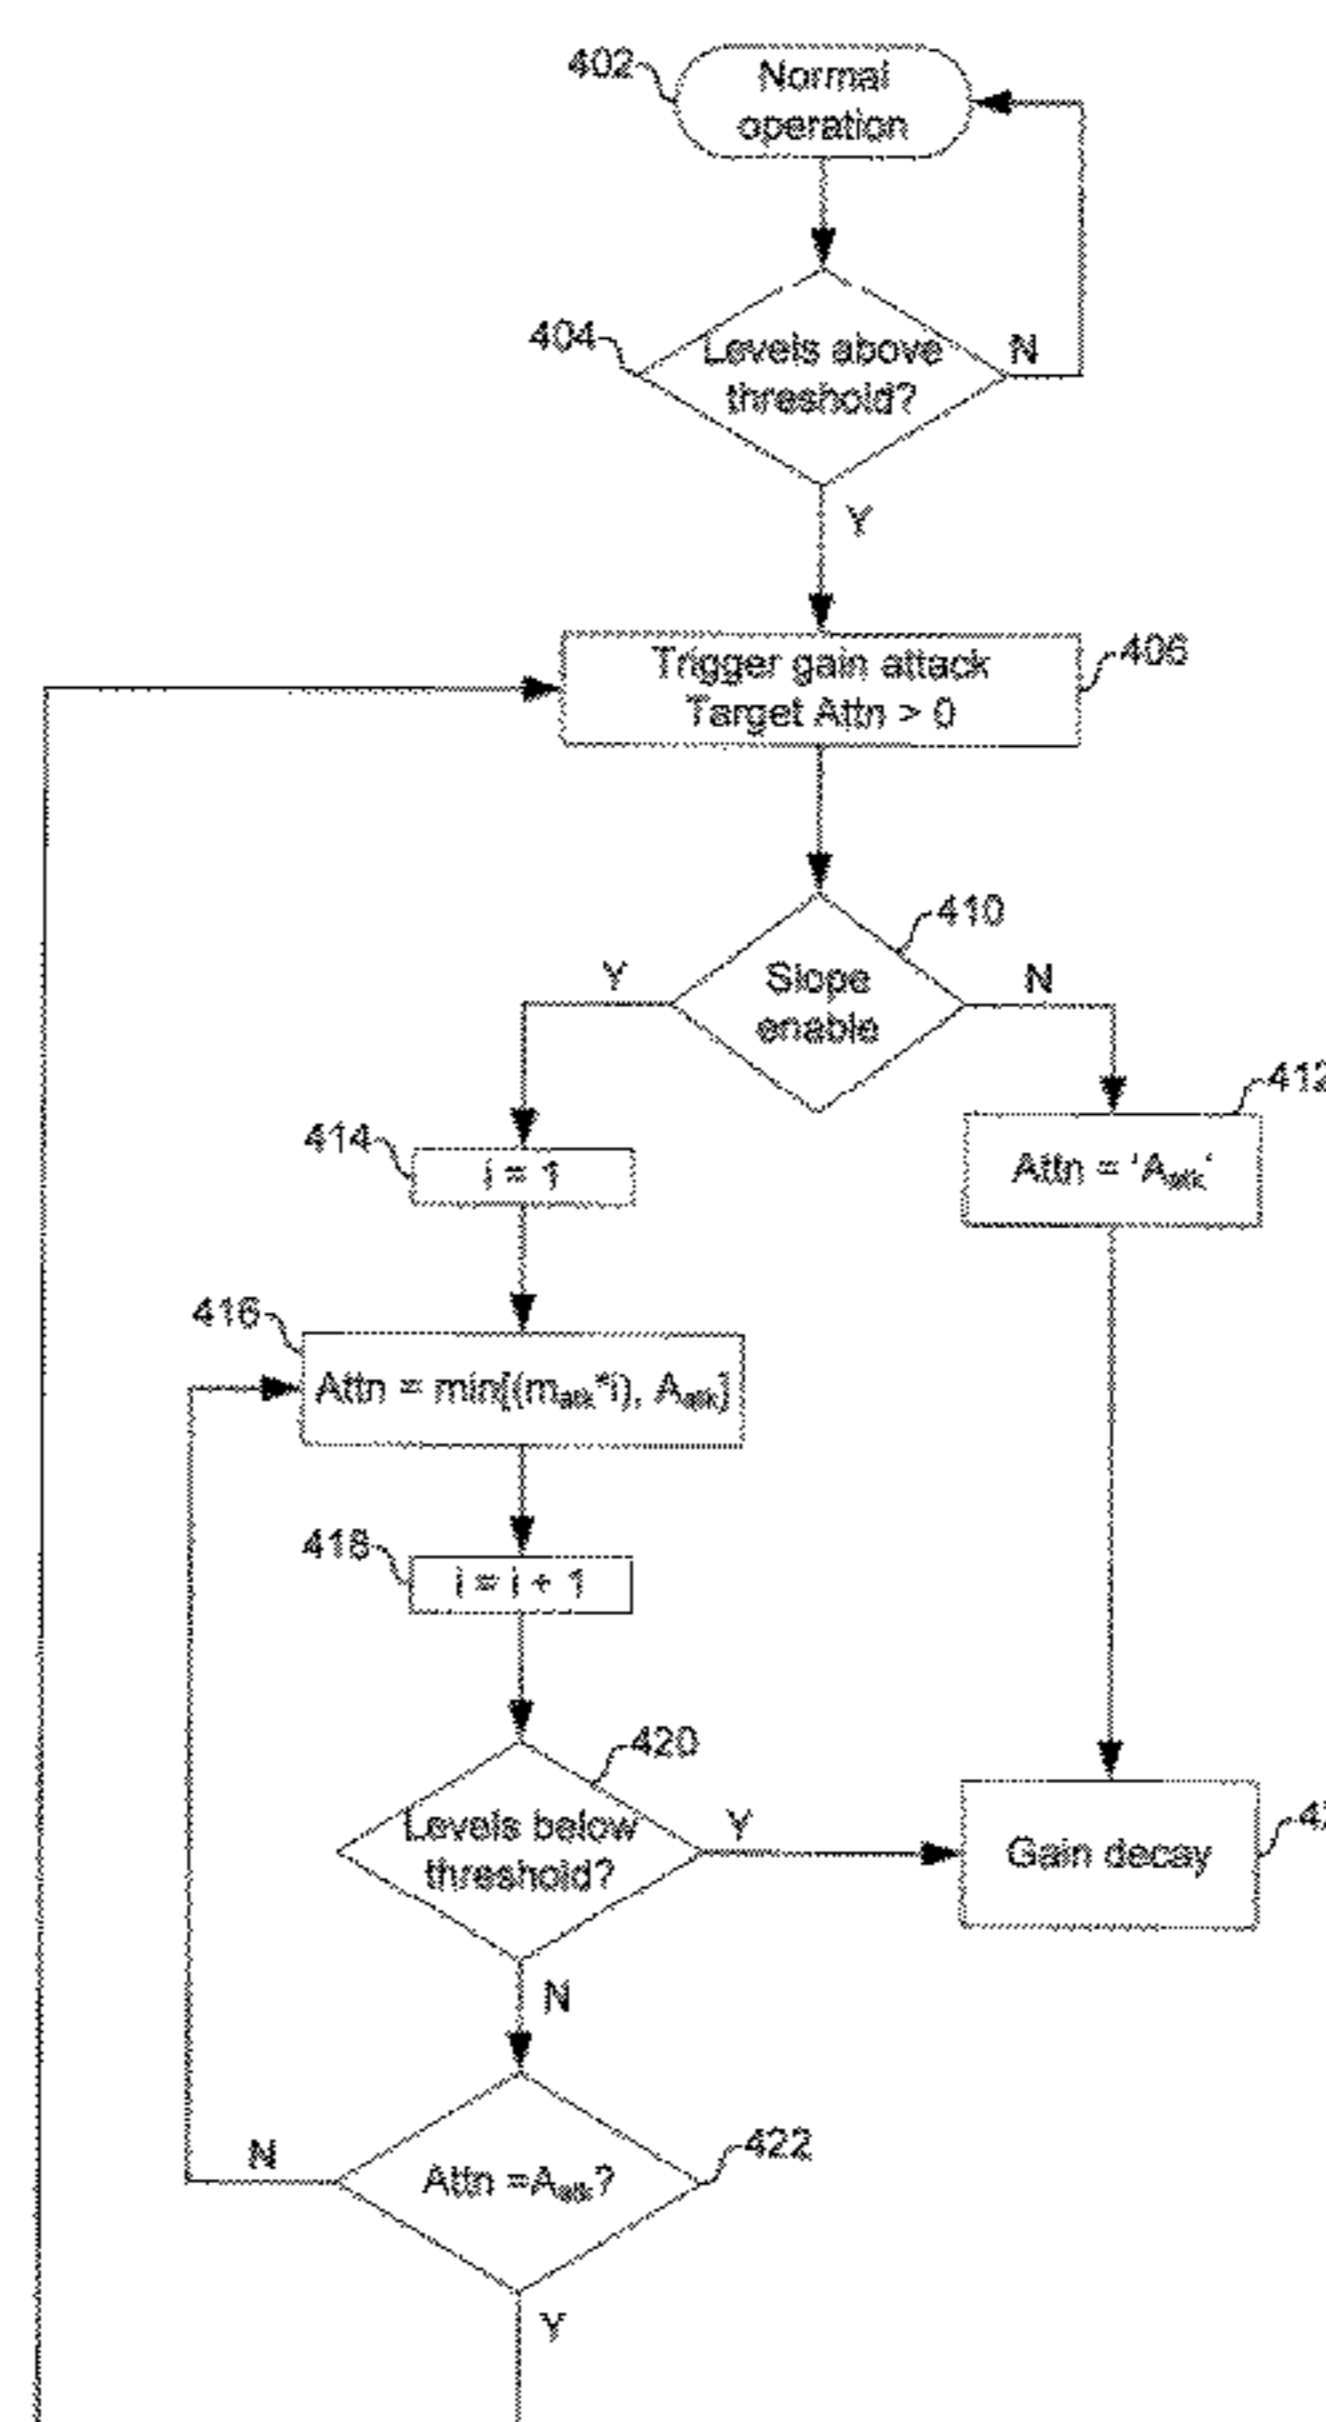 402
Normal
operation
404
Levels above
threshold?
N
Y
Trigger gain attack
Target Attn > 0
406
410
Slope
enable
Y
N
412
Attn = 'Aatk'
414
i = 1
416
Attn = min[(matk*i), Aatk]
418
i = i + 1
420
Levels below
threshold?
Y
Gain decay
N
422
Attn =Aatk?
N
Y